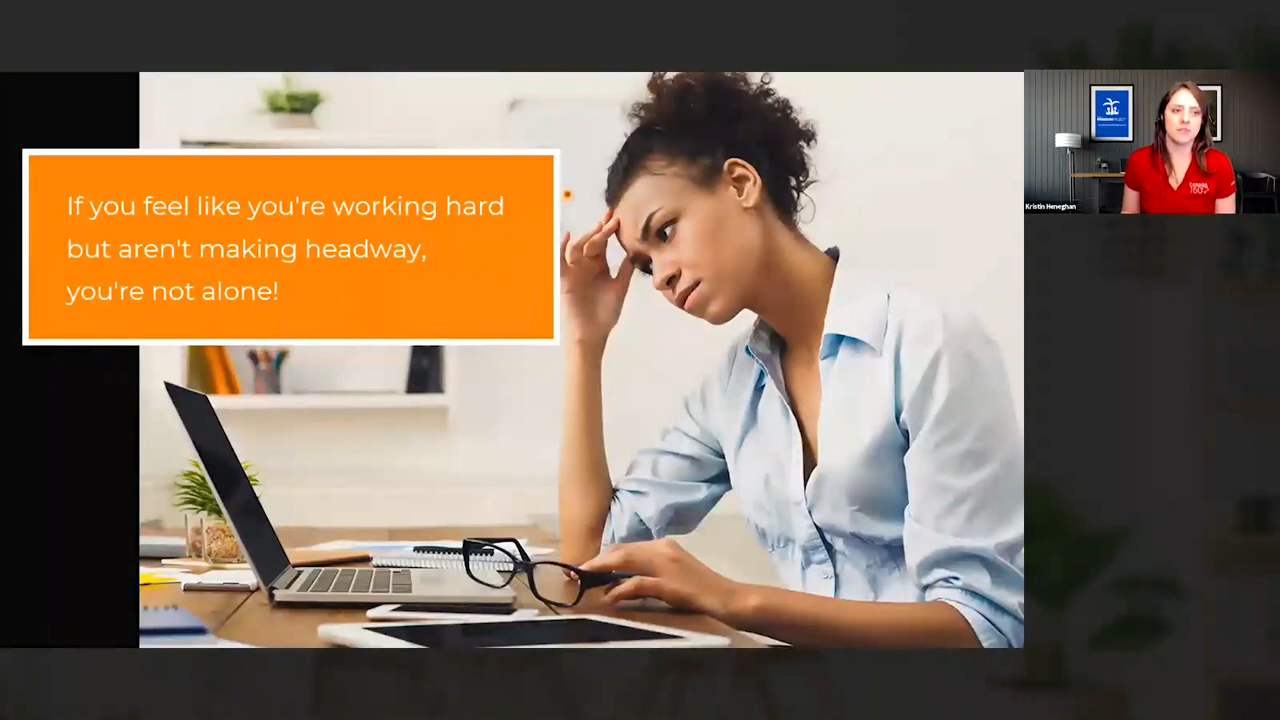 If you feel like you're working hard
but aren't making headway,
you're not alone!
Kristin Heneghan